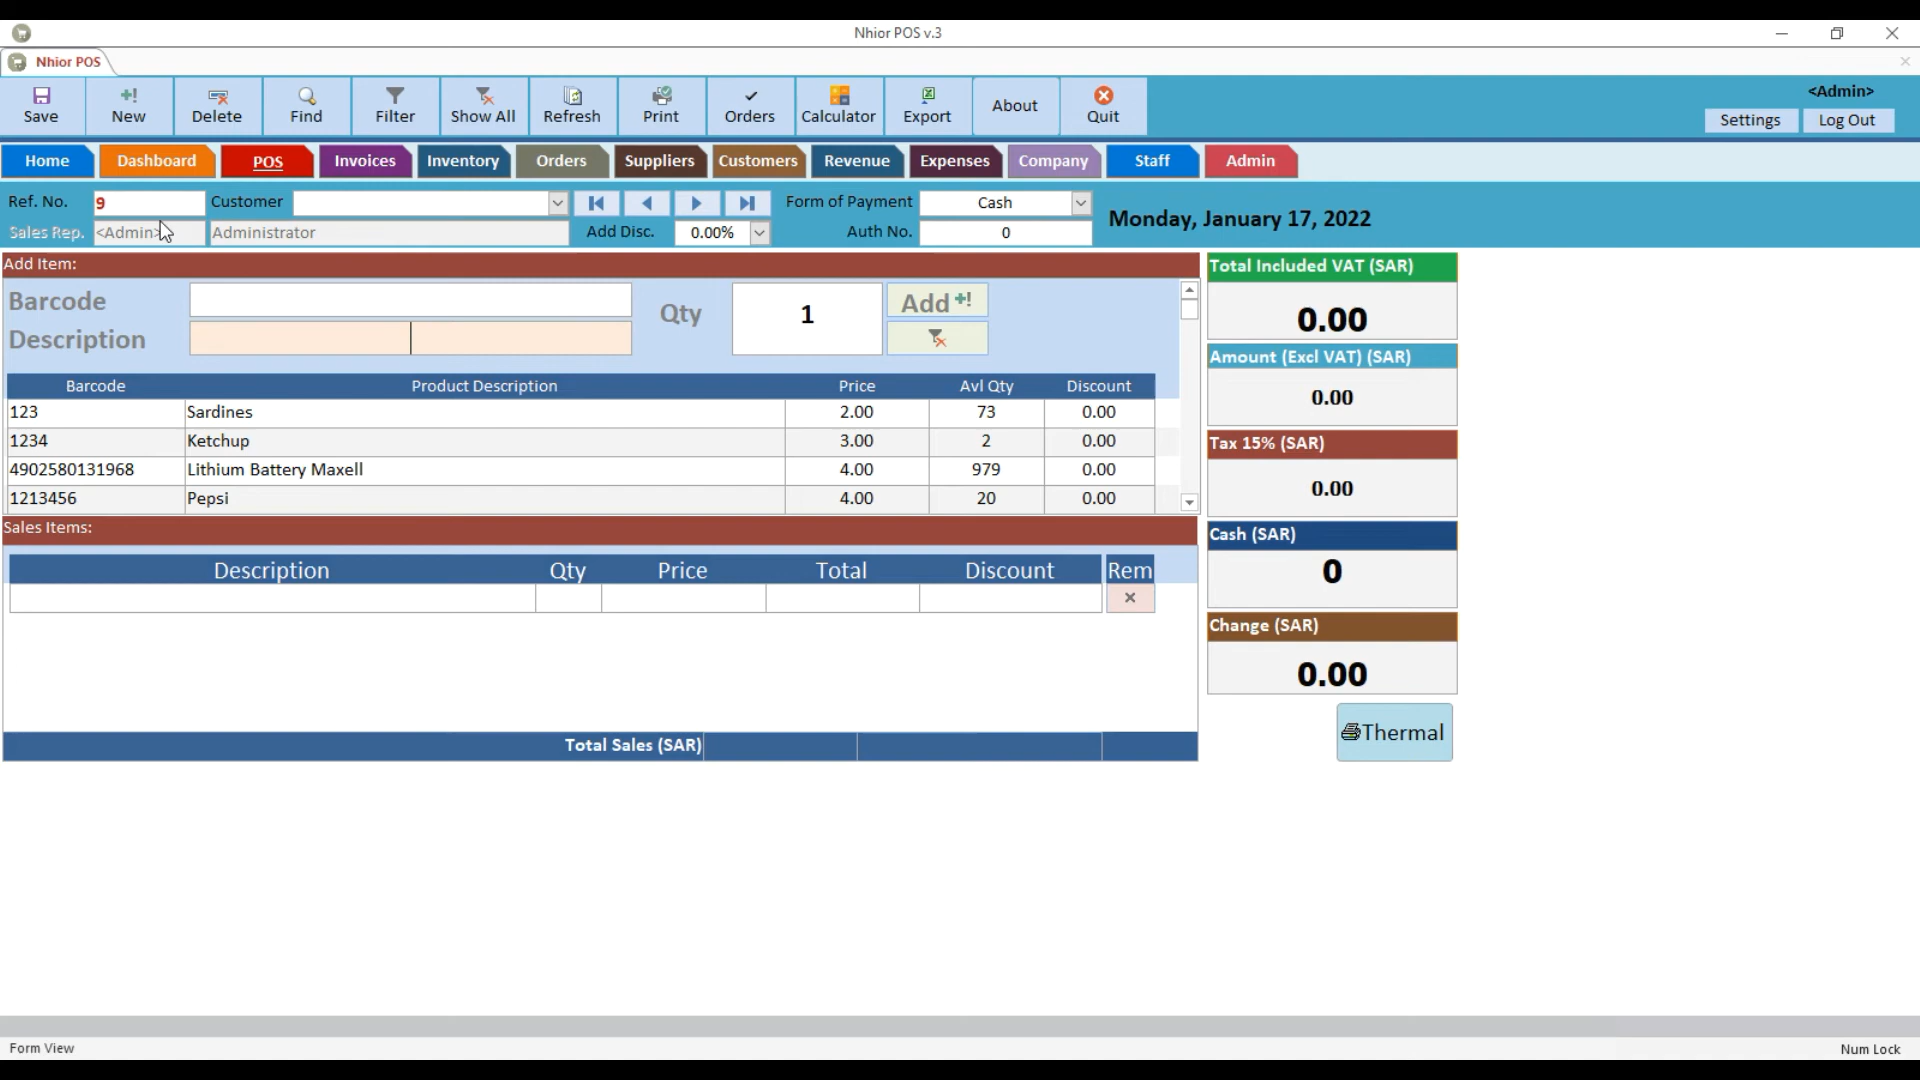 Nhior POS v.3
Nhior POS
Save New Delete Find Filter Show All Refresh Print Orders Calculator Export About Quit
<Admin>
Settings Log Out
Home Dashboard POS Invoices Inventory Orders Suppliers Customers Revenue Expenses Company Staff Admin
Ref. No. 9 Customer Form of Payment Cash
Monday, January 17, 2022
Sales Rep. <Admin> Administrator Add Disc. 0.00% Auth No. 0
Add Item:
Barcode
Description
Qty 1 Add
Barcode Product Description Price Avl Qty Discount
123 Sardines 2.00 73 0.00
1234 Ketchup 3.00 2 0.00
4902580131968 Lithium Battery Maxell 4.00 979 0.00
1213456 Pepsi 4.00 20 0.00
Sales Items:
Description Qty Price Total Discount Rem
Total Sales (SAR)
Total Included VAT (SAR)
0.00
Amount (Excl VAT) (SAR)
0.00
Tax 15% (SAR)
0.00
Cash (SAR)
0
Change (SAR)
0.00
Thermal
Form View
Num Lock